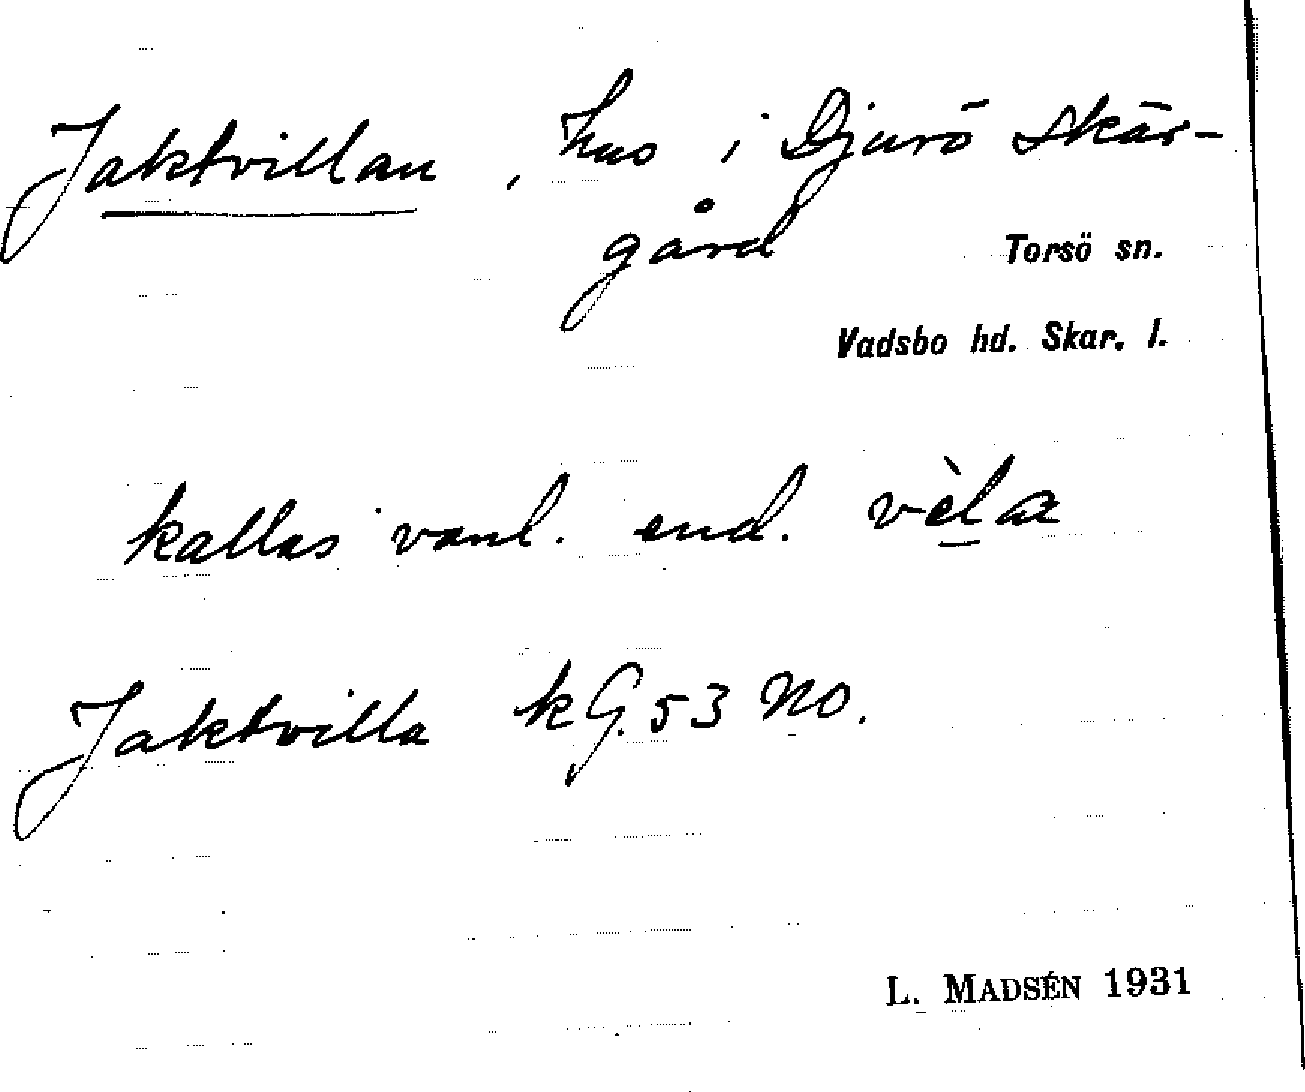 Jaktvillan, hus i Djurö skär-
gård
Torsö sn.
Vadsbo hd. Skar. l.
kallas vanl. end. vèla
Jaktvilla kG. 53 NO.
L. MADSÉN 1931